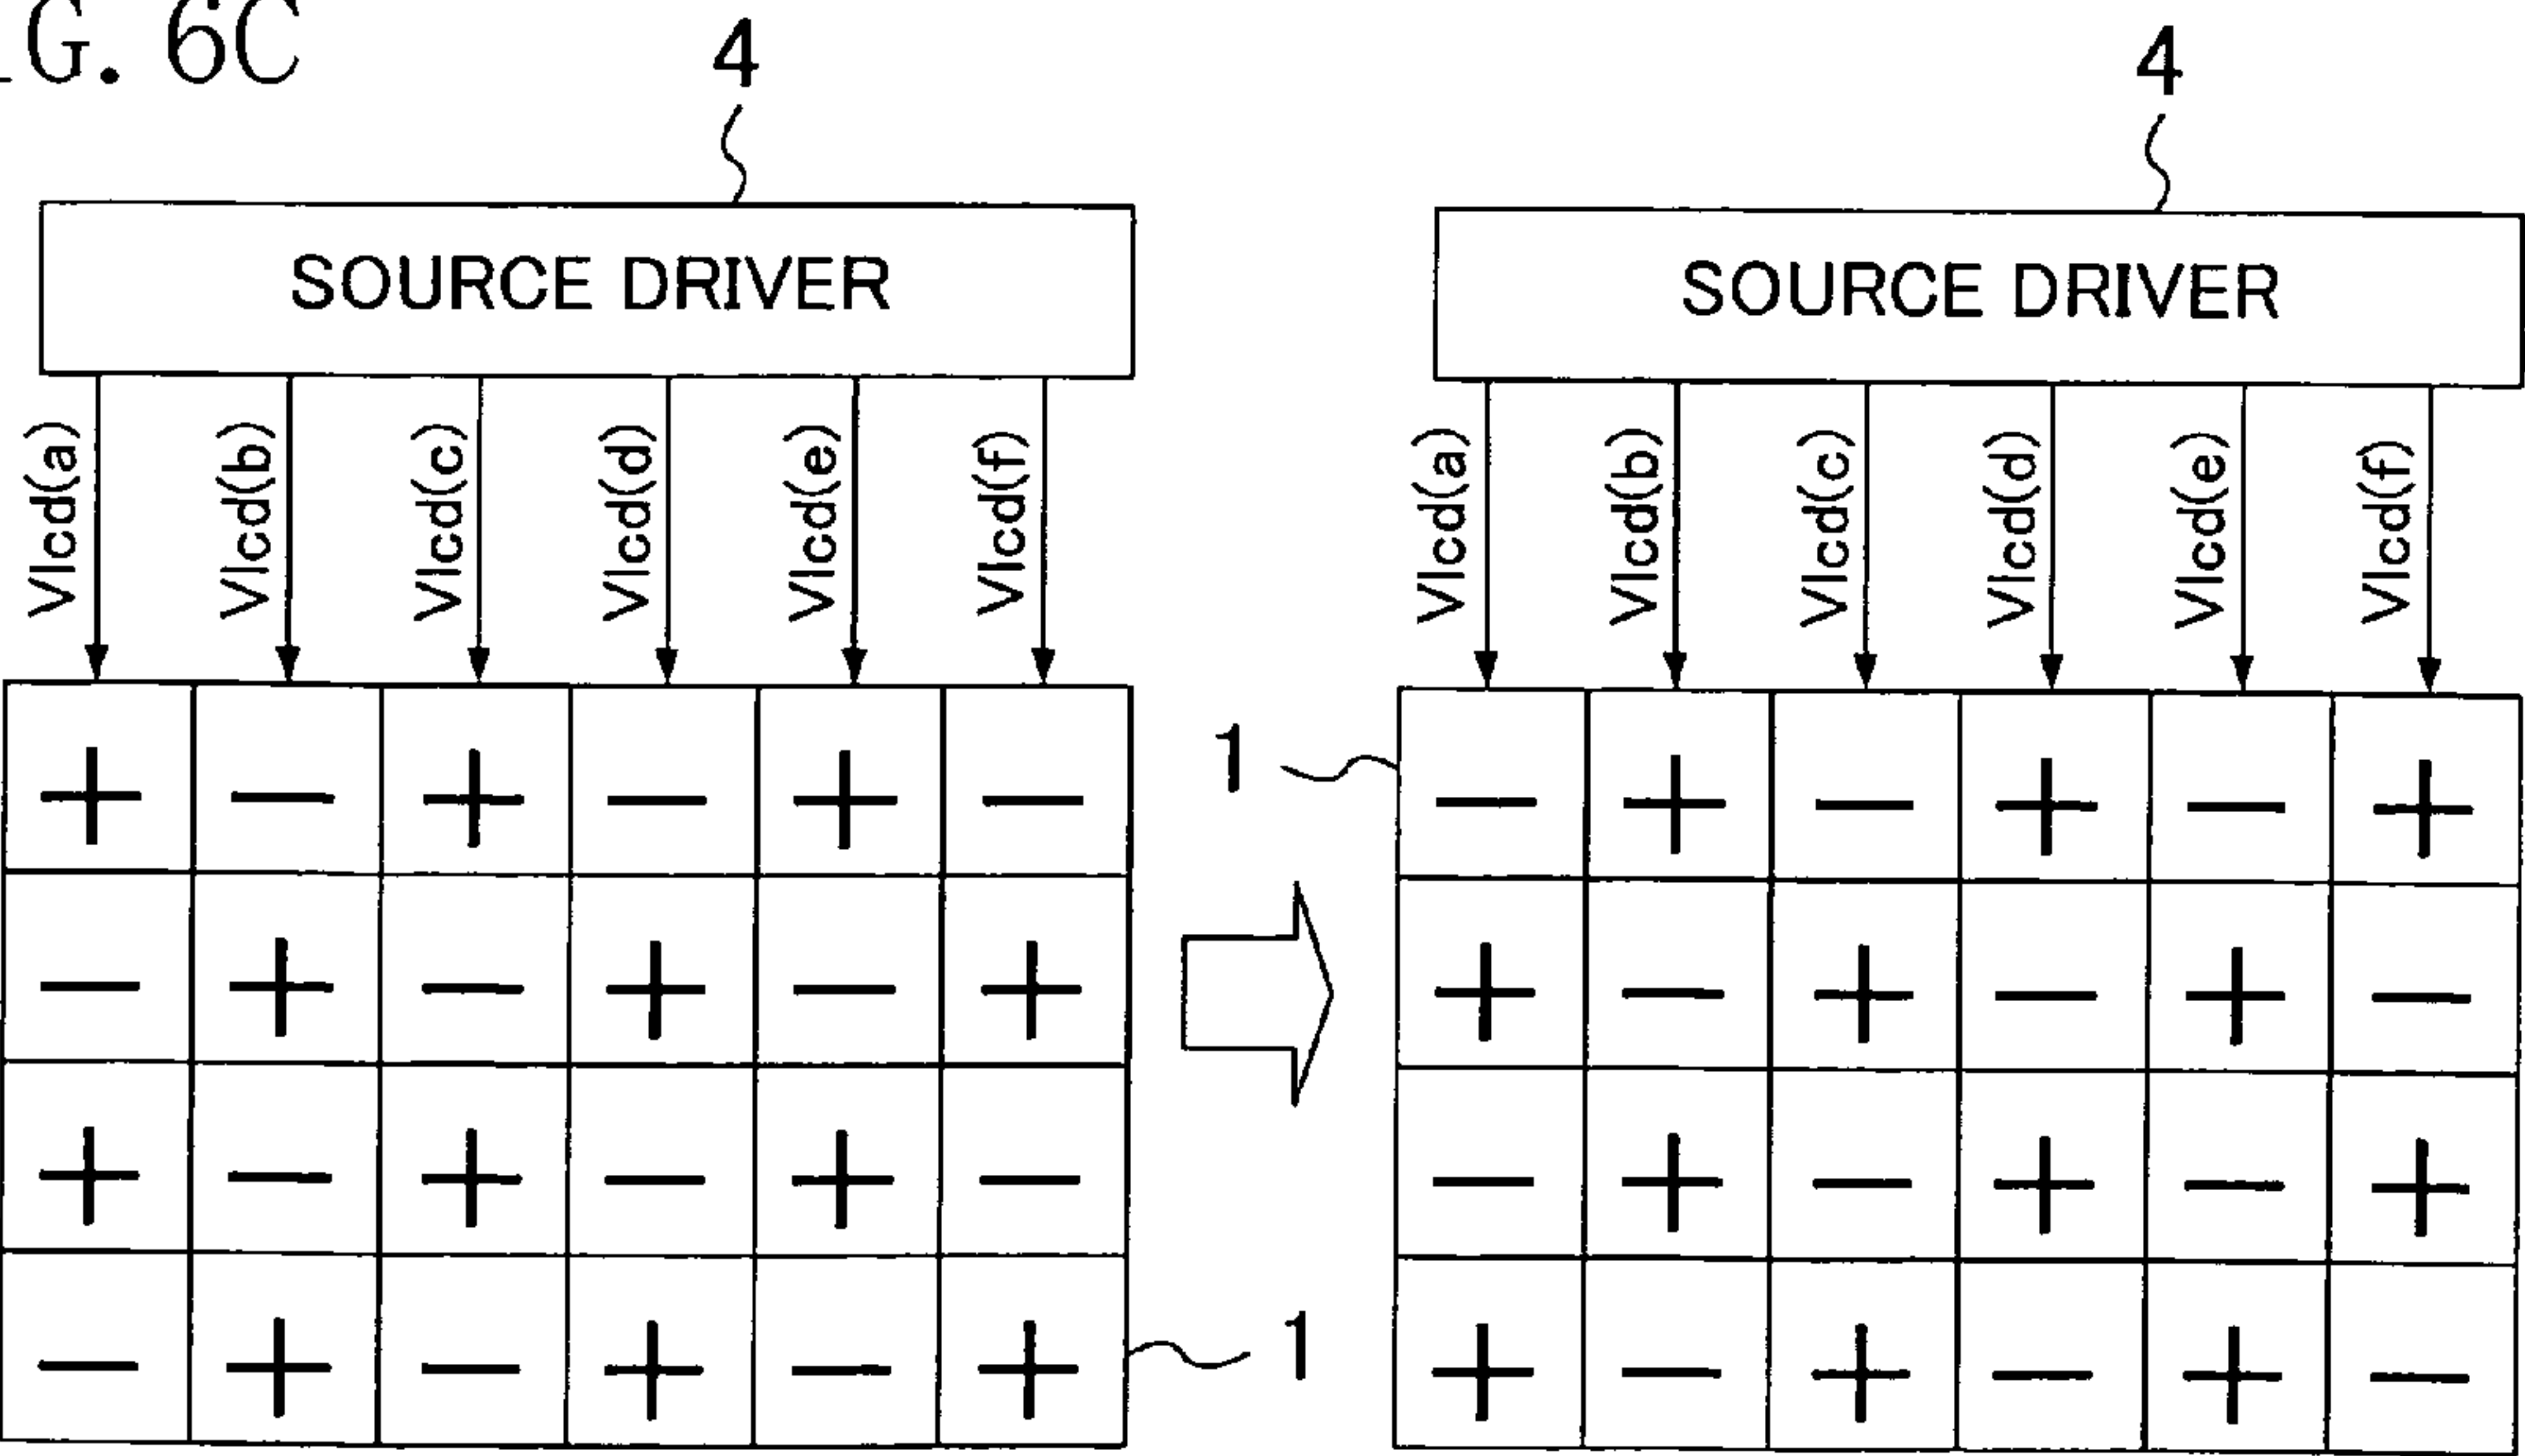 G. 6C
4 4
SOURCE DRIVER SOURCE DRIVER
Vlcd(a) Vlcd(b) Vlcd(c) Vlcd(d) Vlcd(e) Vlcd(f) Vlcd(a) Vlcd(b) Vlcd(c) Vlcd(d) Vlcd(e) Vlcd(f)
1
+ − + − + − − + − + − +
− + − + − + + − + − + −
+ − + − + − − + − + − +
− + − + − + + − + − + −
1